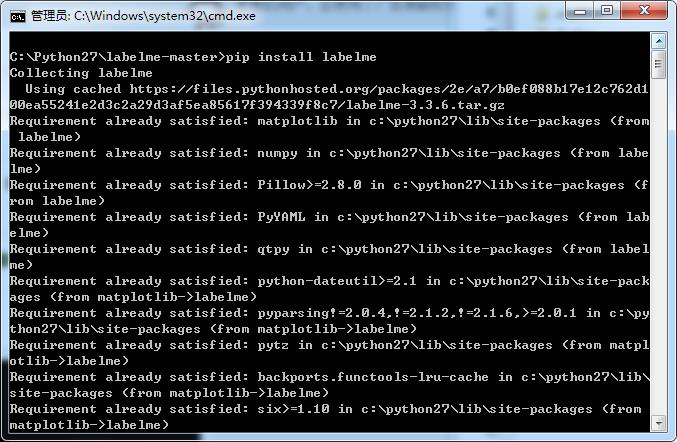 管理员: C:\Windows\system32\cmd.exe
C:\Python27\labelme-master>pip install labelme
Collecting labelme
  Using cached https://files.pythonhosted.org/packages/2e/a7/b0ef088b17e12c762d1
00ea55241e2d3c2a29d3af5ea85617f394339f8c7/labelme-3.3.6.tar.gz
Requirement already satisfied: matplotlib in c:\python27\lib\site-packages (from
 labelme)
Requirement already satisfied: numpy in c:\python27\lib\site-packages (from labe
lme)
Requirement already satisfied: Pillow>=2.8.0 in c:\python27\lib\site-packages (f
rom labelme)
Requirement already satisfied: PyYAML in c:\python27\lib\site-packages (from lab
elme)
Requirement already satisfied: qtpy in c:\python27\lib\site-packages (from label
me)
Requirement already satisfied: python-dateutil>=2.1 in c:\python27\lib\site-pack
ages (from matplotlib->labelme)
Requirement already satisfied: pyparsing!=2.0.4,!=2.1.2,!=2.1.6,>=2.0.1 in c:\py
thon27\lib\site-packages (from matplotlib->labelme)
Requirement already satisfied: pytz in c:\python27\lib\site-packages (from matpl
otlib->labelme)
Requirement already satisfied: backports.functools-lru-cache in c:\python27\lib\
site-packages (from matplotlib->labelme)
Requirement already satisfied: six>=1.10 in c:\python27\lib\site-packages (from
matplotlib->labelme)